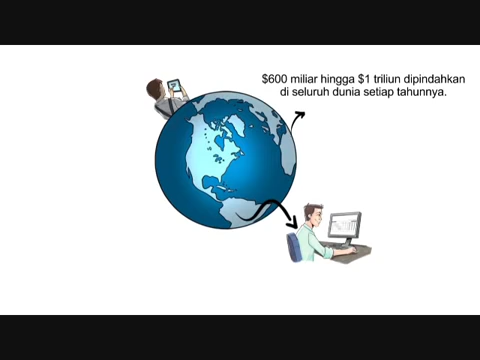 $600 miliar hingga $1 triliun dipindahkan
di seluruh dunia setiap tahunnya.